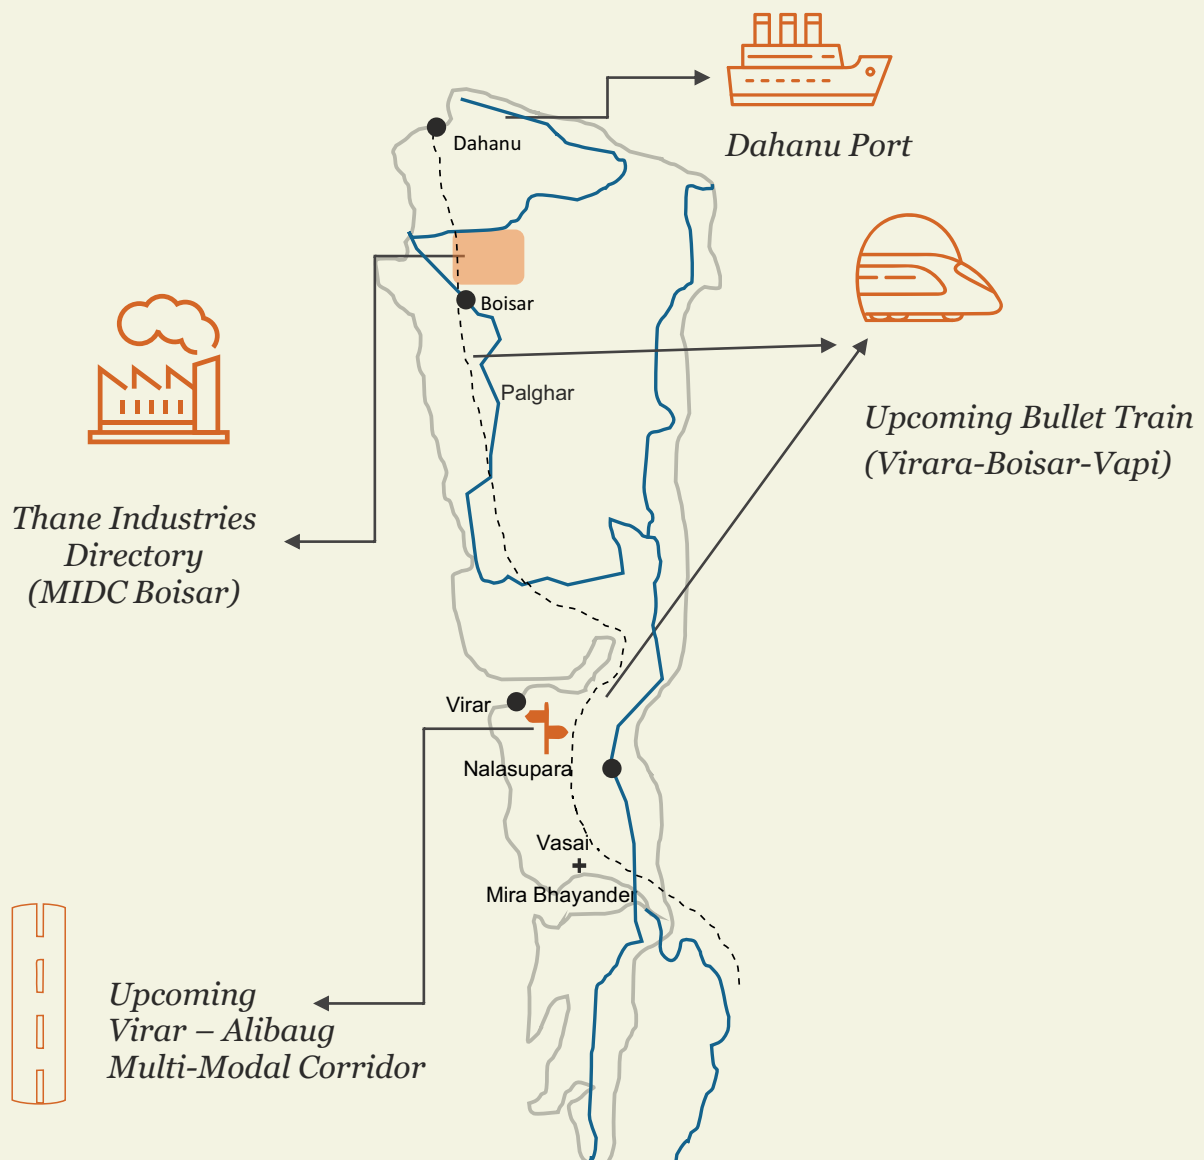 Dahanu Port
Dahanu
Boisar
Palghar
Upcoming Bullet Train
(Virara-Boisar-Vapi)
Thane Industries
Directory
(MIDC Boisar)
Virar
Nalasupara
Vasai
Mira Bhayander
Upcoming
Virar – Alibaug
Multi-Modal Corridor